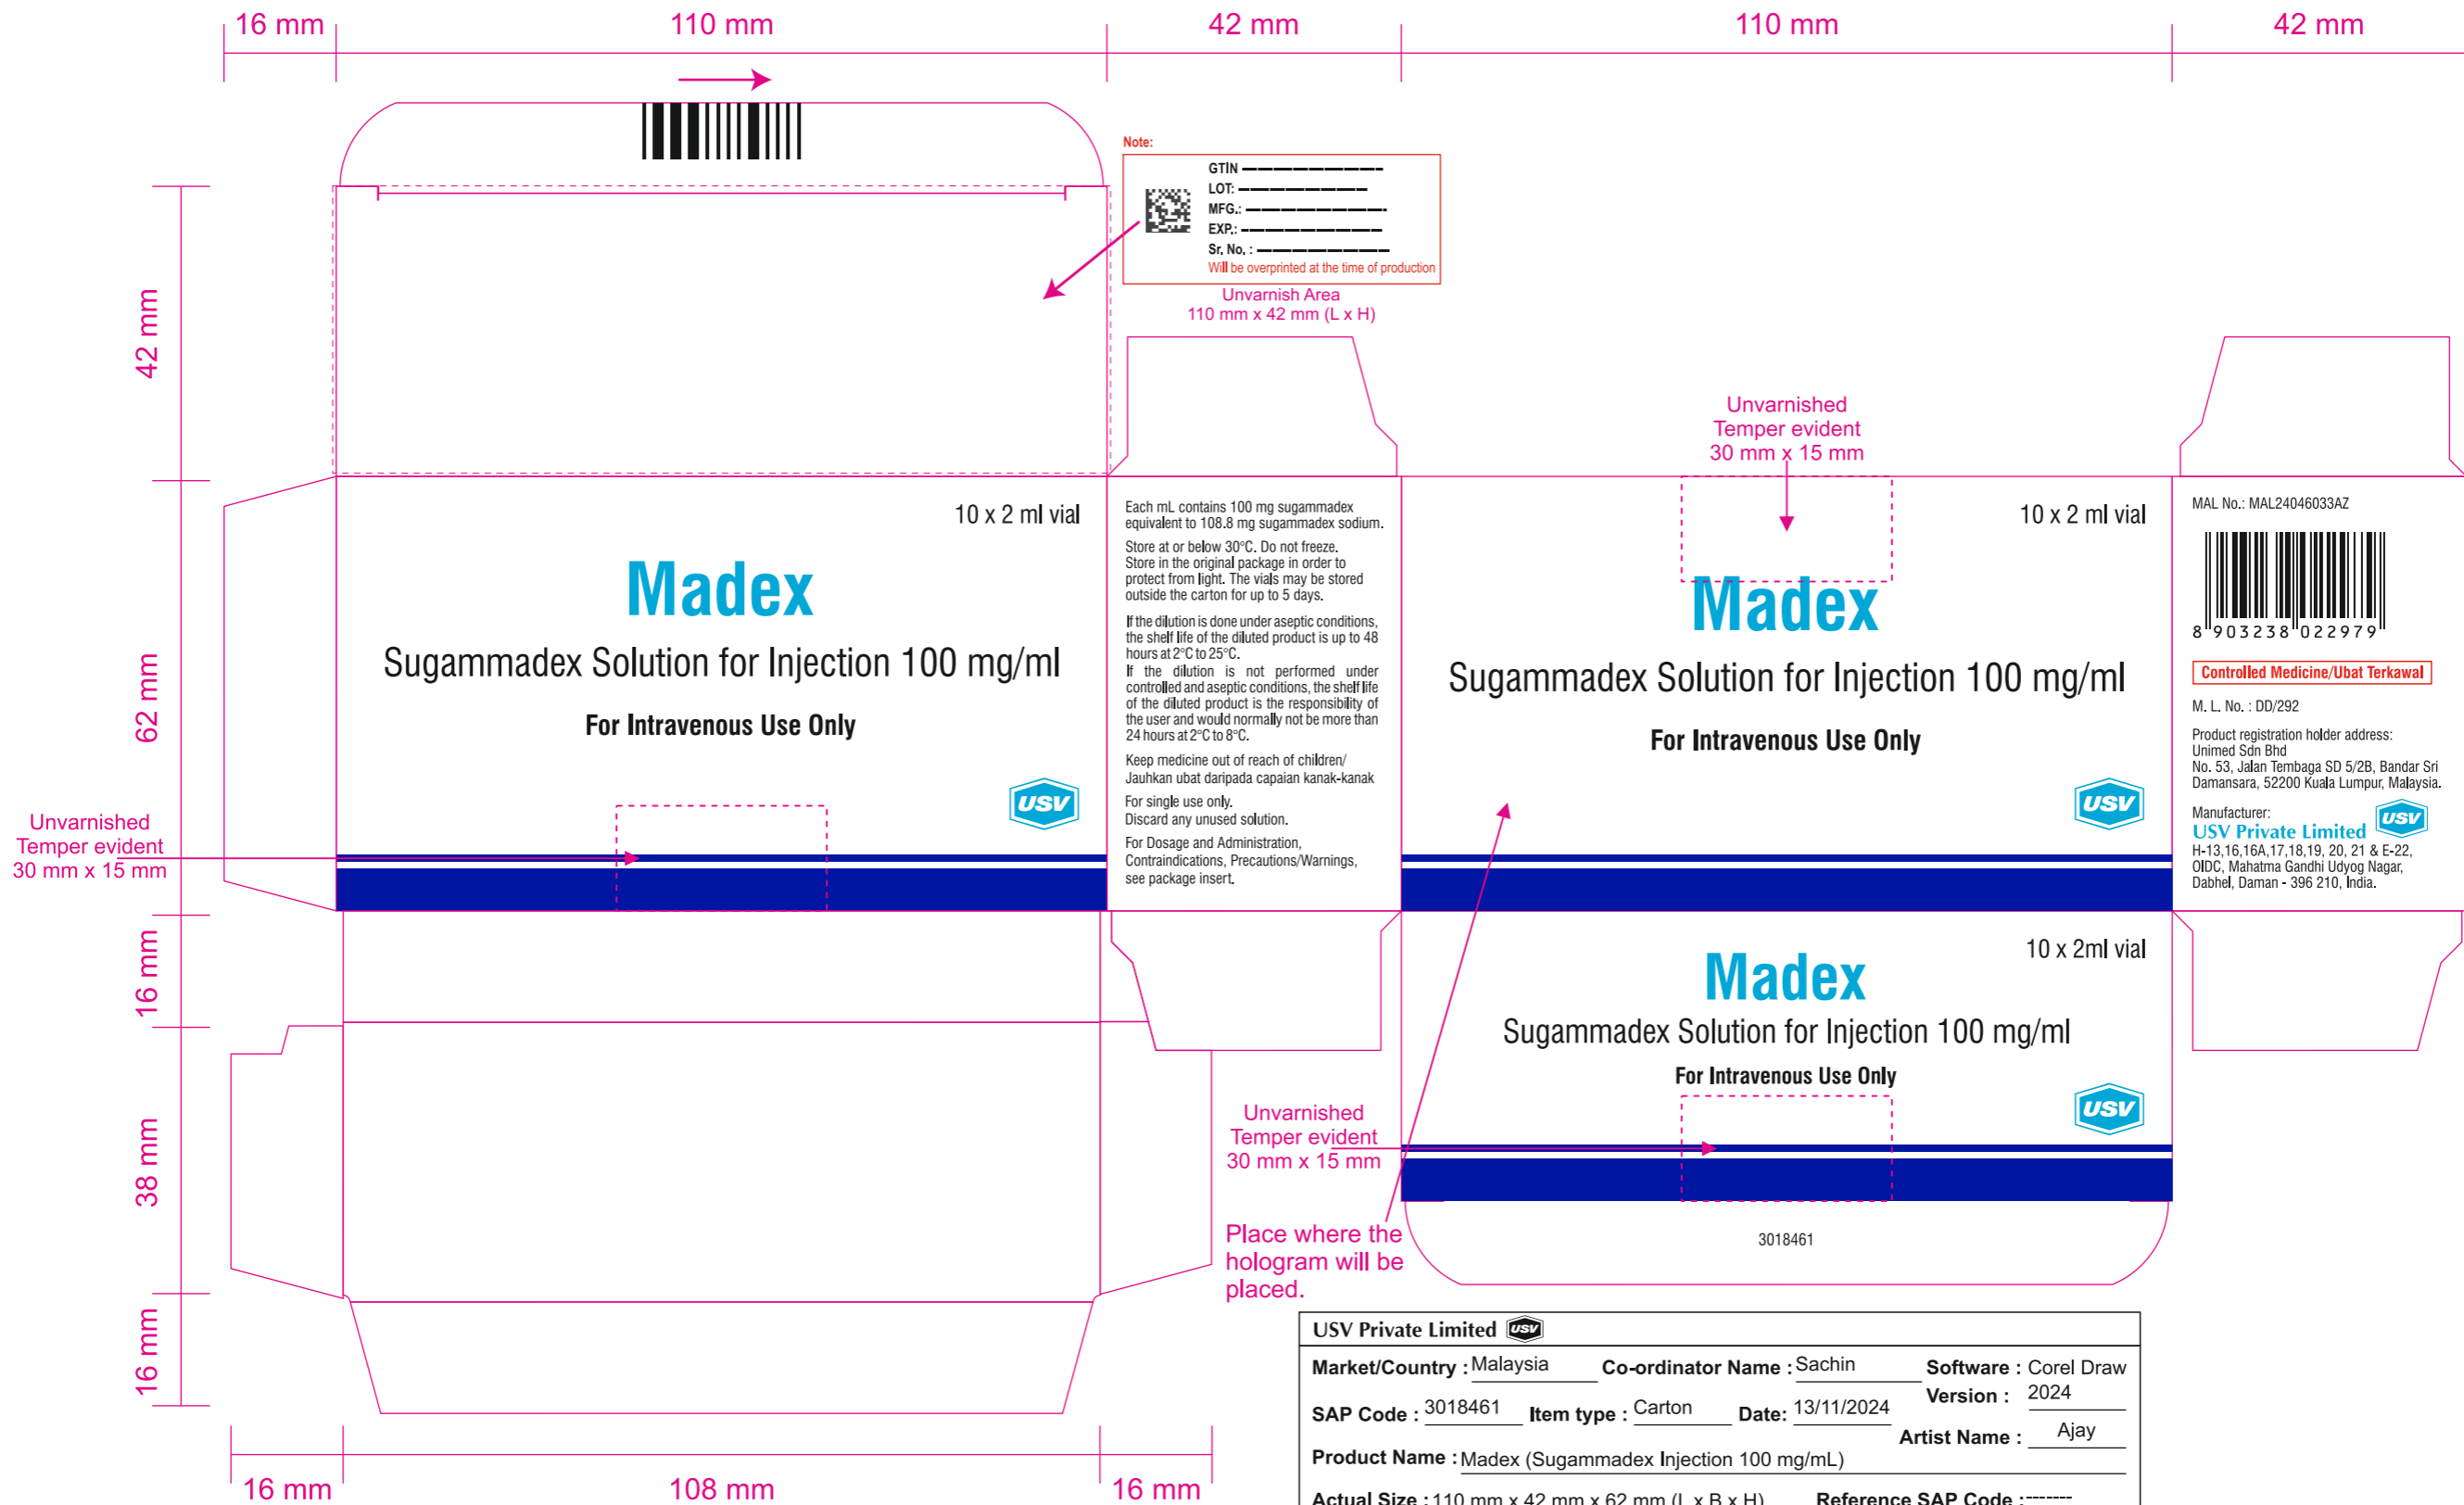 16 mm
110 mm
42 mm
110 mm
42 mm
Note:
GTIN
LOT:
MFG.:
EXP.:
Sr. No. :
Will be overprinted at the time of production
Unvarnish Area
110 mm x 42 mm (L x H)
42 mm
62 mm
16 mm
38 mm
16 mm
10 x 2 ml vial
Madex
Sugammadex Solution for Injection 100 mg/ml
For Intravenous Use Only
USV
Unvarnished
Temper evident
30 mm x 15 mm
Each mL contains 100 mg sugammadex
equivalent to 108.8 mg sugammadex sodium.
Store at or below 30°C. Do not freeze.
Store in the original package in order to
protect from light. The vials may be stored
outside the carton for up to 5 days.
If the dilution is done under aseptic conditions,
the shelf life of the diluted product is up to 48
hours at 2°C to 25°C.
If the dilution is not performed under
controlled and aseptic conditions, the shelf life
of the diluted product is the responsibility of
the user and would normally not be more than
24 hours at 2°C to 8°C.
Keep medicine out of reach of children/
Jauhkan ubat daripada capaian kanak-kanak
For single use only.
Discard any unused solution.
For Dosage and Administration,
Contraindications, Precautions/Warnings,
see package insert.
Unvarnished
Temper evident
30 mm x 15 mm
10 x 2 ml vial
Madex
Sugammadex Solution for Injection 100 mg/ml
For Intravenous Use Only
USV
MAL No.: MAL24046033AZ
8 903238 022979
Controlled Medicine/Ubat Terkawal
M. L. No. : DD/292
Product registration holder address:
Unimed Sdn Bhd
No. 53, Jalan Tembaga SD 5/2B, Bandar Sri
Damansara, 52200 Kuala Lumpur, Malaysia.
Manufacturer:
USV Private Limited USV
H-13,16,16A,17,18,19, 20, 21 & E-22,
OIDC, Mahatma Gandhi Udyog Nagar,
Dabhel, Daman - 396 210, India.
10 x 2ml vial
Madex
Sugammadex Solution for Injection 100 mg/ml
For Intravenous Use Only
USV
Unvarnished
Temper evident
30 mm x 15 mm
Place where the
hologram will be
placed.
3018461
16 mm
108 mm
16 mm
USV Private Limited USV
Market/Country : Malaysia Co-ordinator Name : Sachin Software : Corel Draw
Version : 2024
SAP Code : 3018461 Item type : Carton Date: 13/11/2024
Artist Name : Ajay
Product Name : Madex (Sugammadex Injection 100 mg/mL)
Actual Size : 110 mm x 42 mm x 62 mm (L x B x H) Reference SAP Code :-------